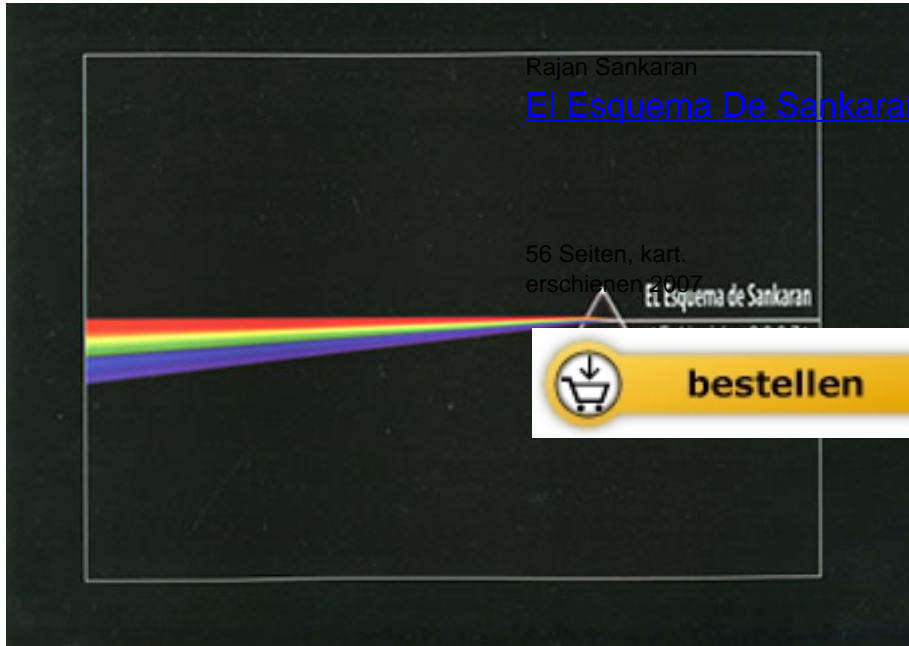 Rajan Sankaran
El Esquema De Sankaran
56 Seiten, kart.
erschienen 2007
El Esquema de Sankaran
bestellen